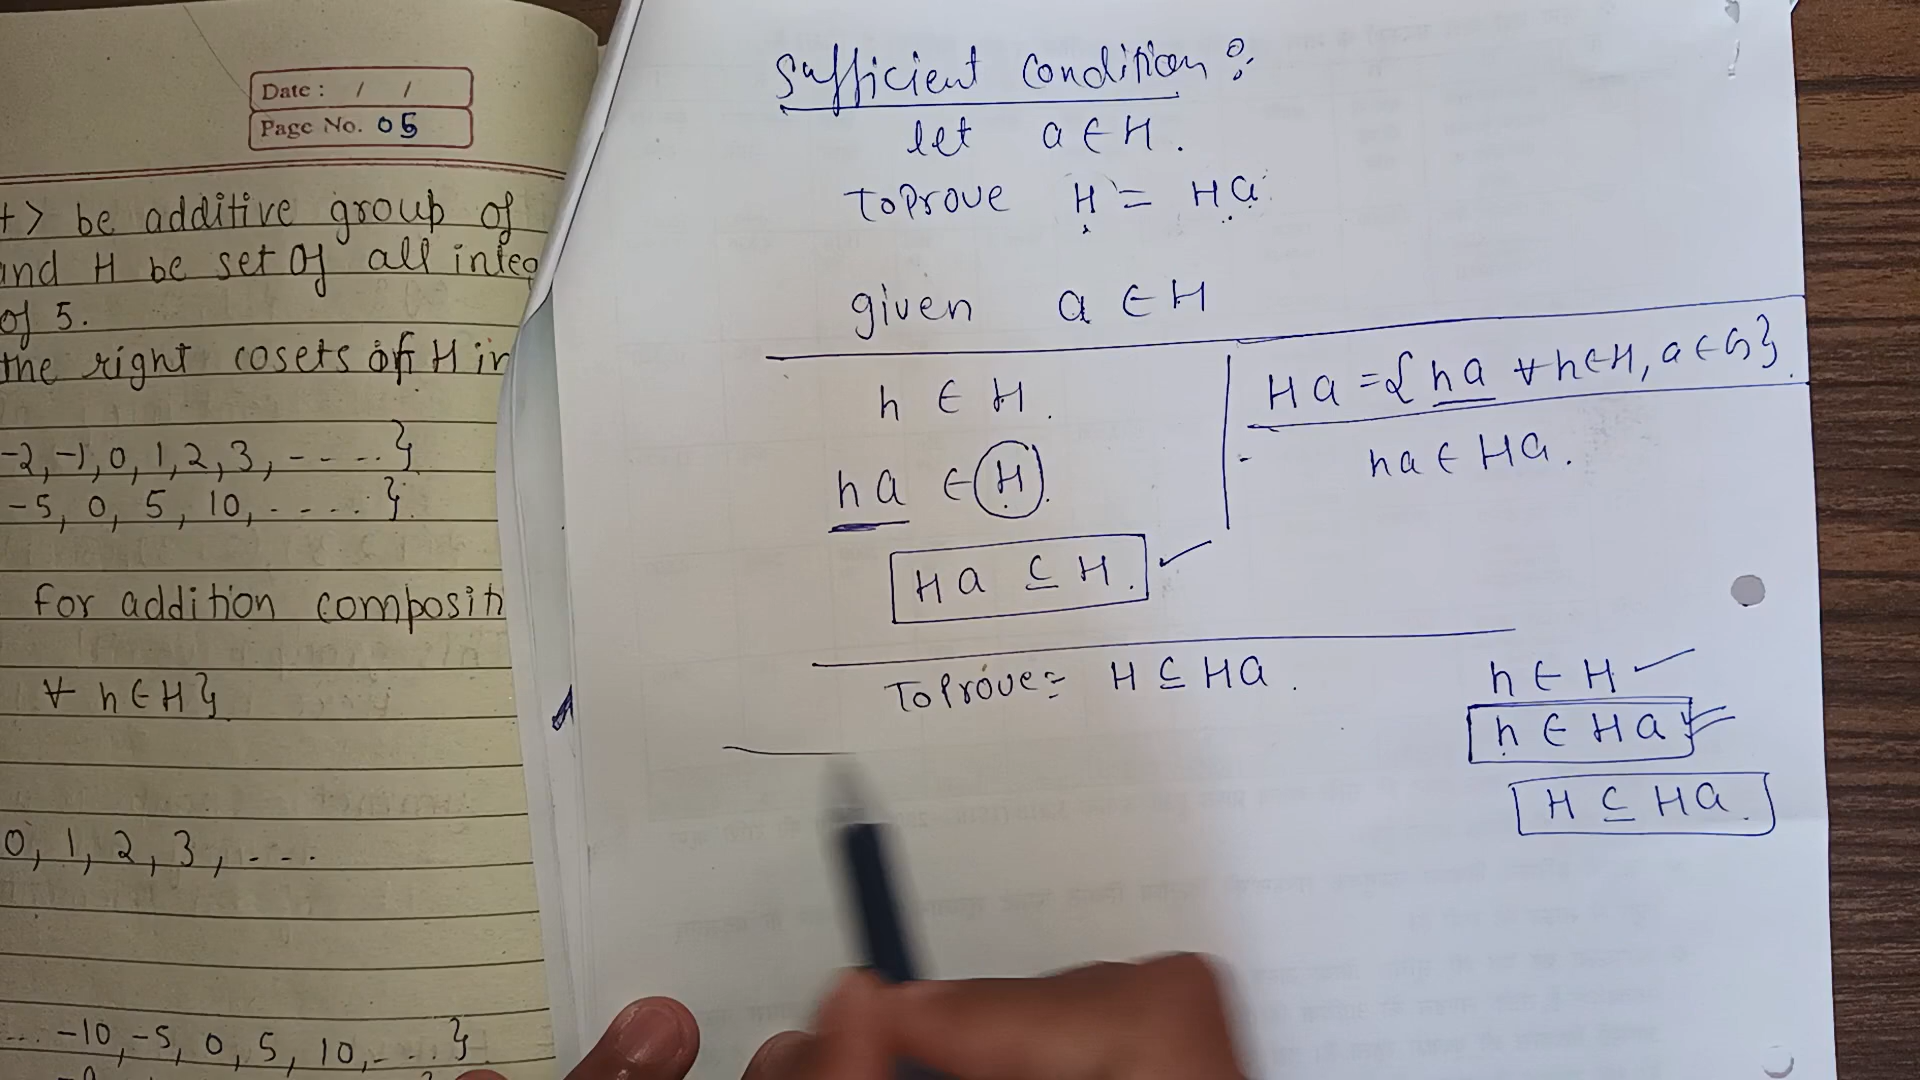 Date : / /
Page No. 05
+> be additive group of
and H be set of all integ
of 5.
the right cosets of H in
-2, -1, 0, 1, 2, 3, - - - - }
-5, 0, 5, 10, - - - - }
for addition composit
∀ h ∈ H }
0, 1, 2, 3, - - -
... -10, -5, 0, 5, 10, - - - }
Sufficient Condition :
let a ∈ H .
To Prove H = Ha
given a ∈ H
h ∈ H .
ha ∈ H .
Ha ⊆ H .
Ha = { ha ∀ h ∈ H, a ∈ G } .
ha ∈ Ha .
To Prove = H ⊆ Ha .
h ∈ H
h ∈ Ha
H ⊆ Ha .